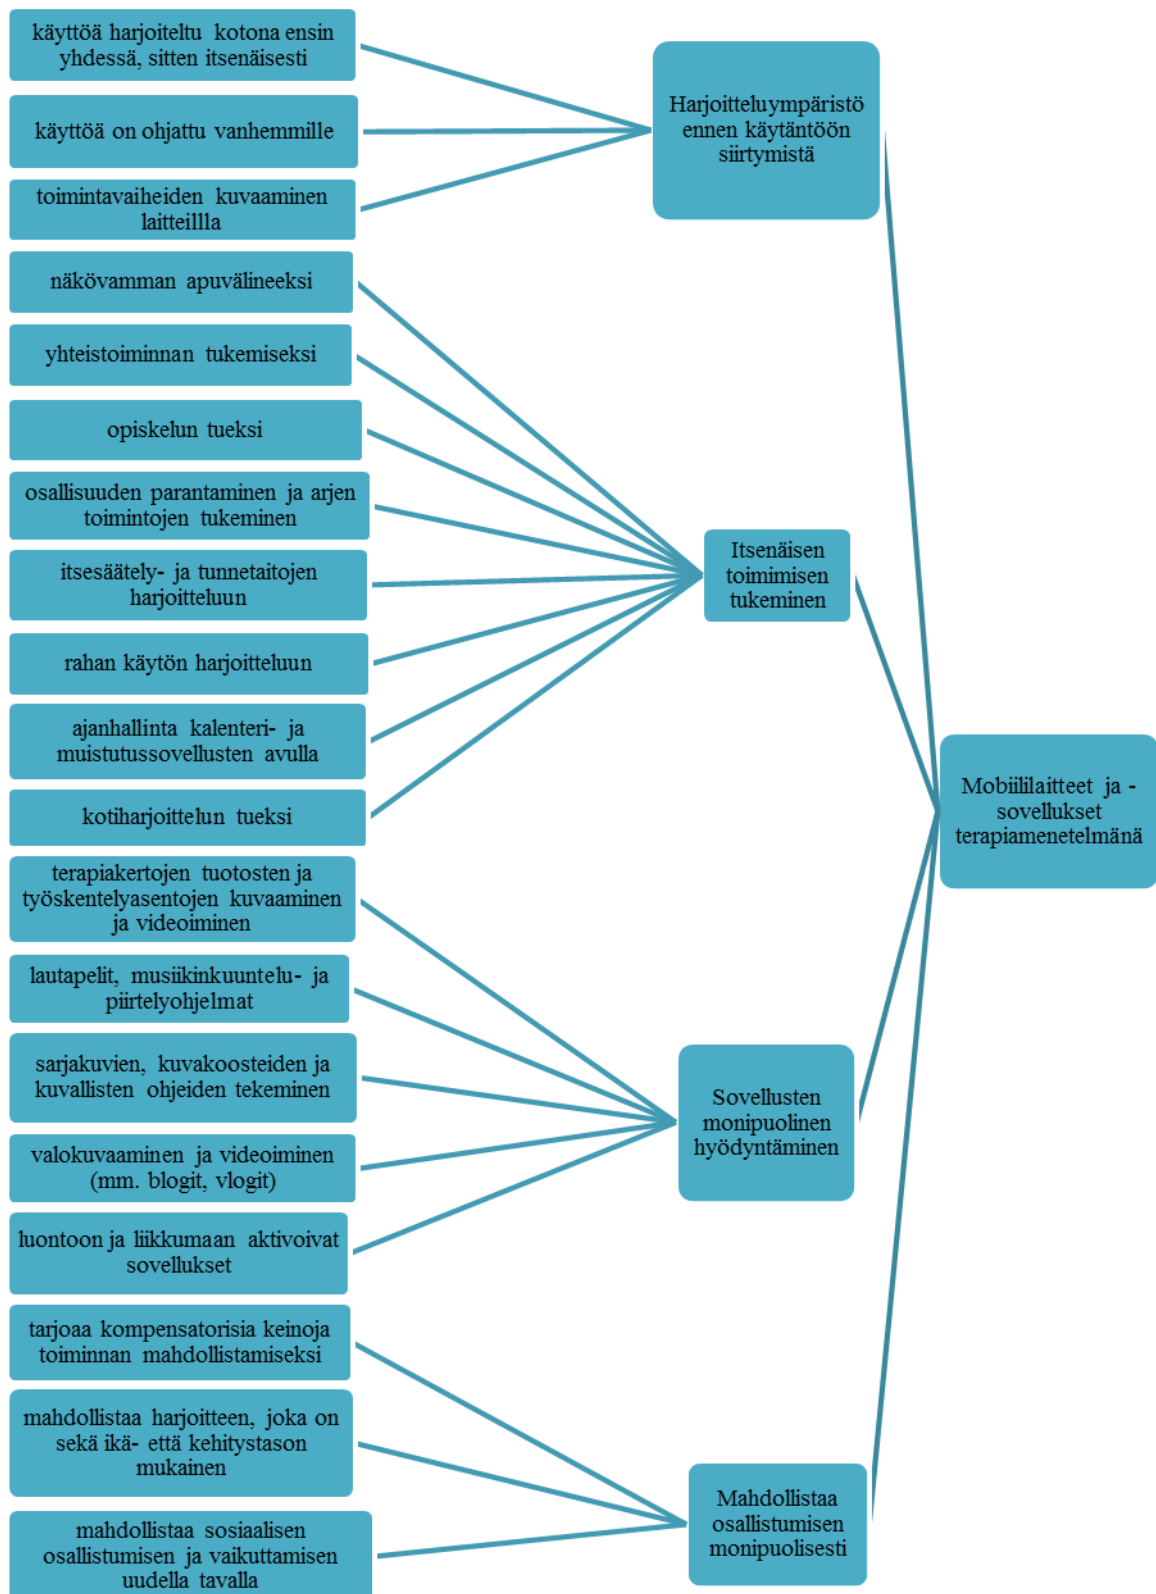 käyttöä harjoiteltu kotona ensin
yhdessä, sitten itsenäisesti
käyttöä on ohjattu vanhemmille
toimintavaiheiden kuvaaminen
laitteillla
Harjoitteluympäristö
ennen käytäntöön
siirtymistä
näkövamman apuvälineeksi
yhteistoiminnan tukemiseksi
opiskelun tueksi
osallisuuden parantaminen ja arjen
toimintojen tukeminen
itsesäätely- ja tunnetaitojen
harjoitteluun
rahan käytön harjoitteluun
ajanhallinta kalenteri- ja
muistutussovellusten avulla
kotiharjoittelun tueksi
Itsenäisen
toimimisen
tukeminen
terapiakertojen tuotosten ja
työskentelyasentojen kuvaaminen
ja videoiminen
lautapelit, musiikinkuuntelu- ja
piirtelyohjelmat
sarjakuvien, kuvakoosteiden ja
kuvallisten ohjeiden tekeminen
valokuvaaminen ja videoiminen
(mm. blogit, vlogit)
luontoon ja liikkumaan aktivoivat
sovellukset
Sovellusten
monipuolinen
hyödyntäminen
tarjoaa kompensatorisia keinoja
toiminnan mahdollistamiseksi
mahdollistaa harjoitteen, joka on
sekä ikä- että kehitystason
mukainen
mahdollistaa sosiaalisen
osallistumisen ja vaikuttamisen
uudella tavalla
Mahdollistaa
osallistumisen
monipuolisesti
Mobiililaitteet ja -
sovellukset
terapiamenetelmänä